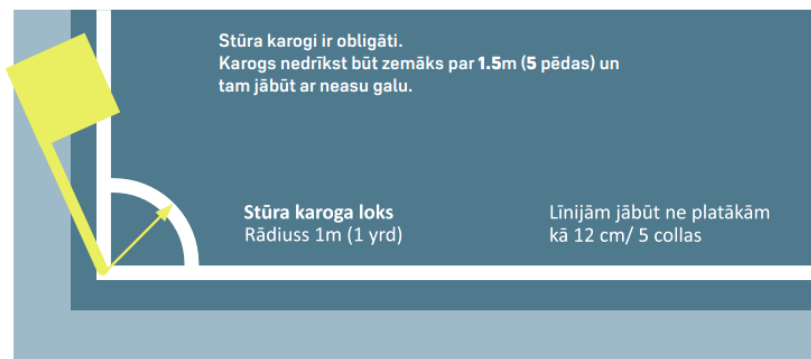 Stūra karogi ir obligāti.
Karogs nedrīkst būt zemāks par 1.5m (5 pēdas) un
tam jābūt ar neasu galu.
Stūra karoga loks
Rādiuss 1m (1 yrd)
Līnijām jābūt ne platākām
kā 12 cm/ 5 collas